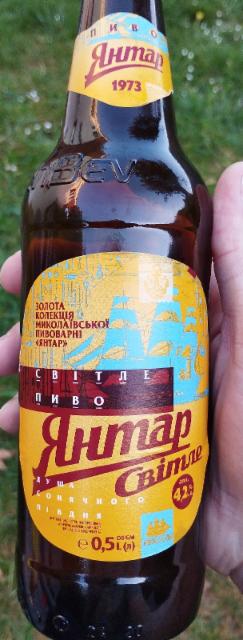 ПИВО
Янтар
1973
nBEV
ЗОЛОТА
КОЛЕКЦІЯ
МИКОЛАЇВСЬКОЇ
ПИВОВАРНІ
«ЯНТАР»
СВІТЛЕ
ПИВО
Янтар
Світле
ДУША
СОНЯЧНОГО
ПІВДНЯ
4,2
℮ 0,5 L (л)